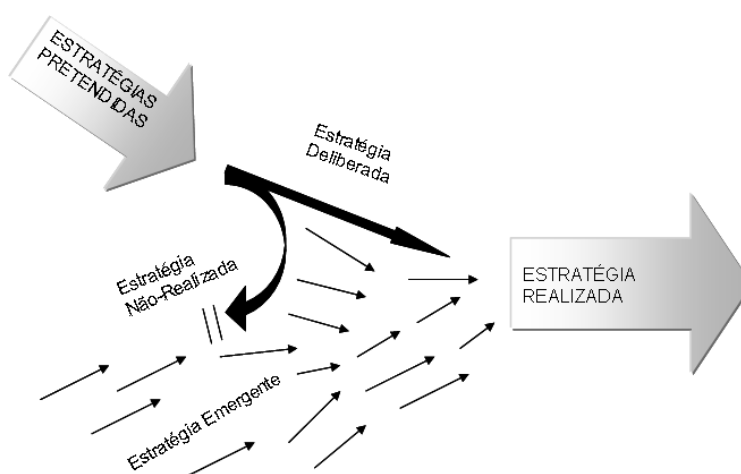 ESTRATÉGIAS
PRETENDIDAS
Estratégia
Deliberada
Estratégia
Não-Realizada
ESTRATÉGIA
REALIZADA
Estratégia Emergente